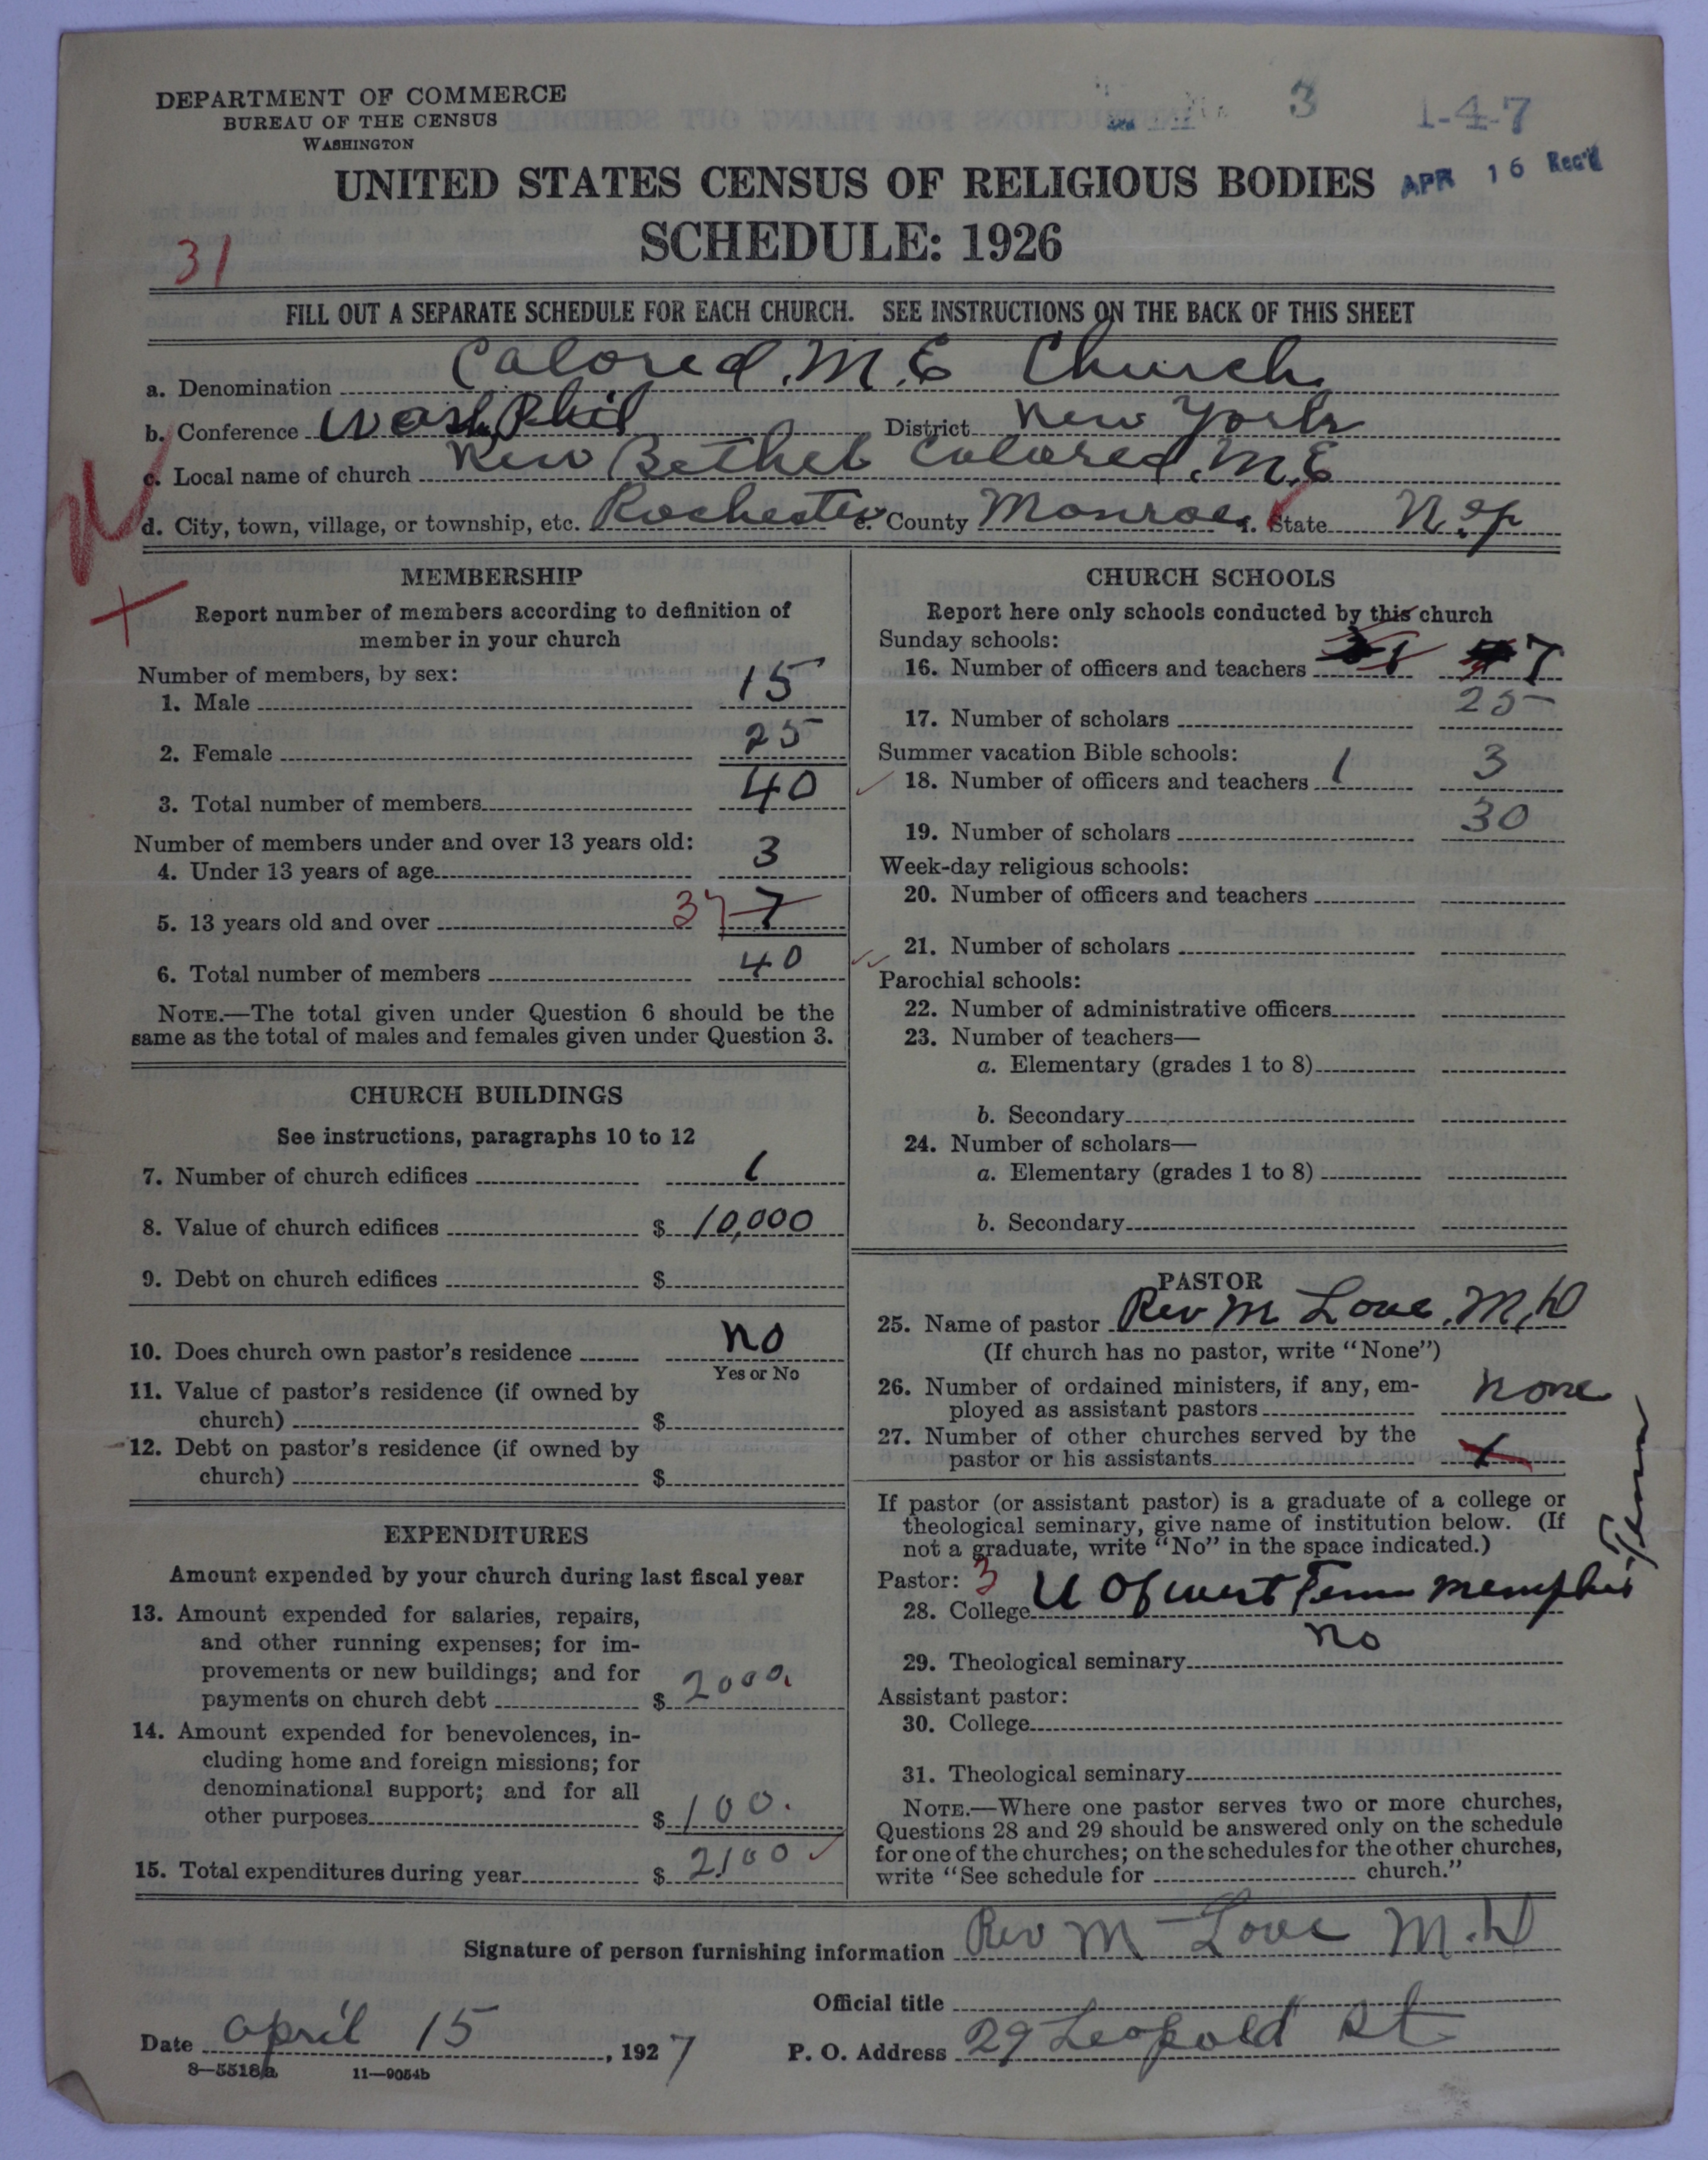 DEPARTMENT OF COMMERCE
BUREAU OF THE CENSUS
WASHINGTON
3 1-4-7
UNITED STATES CENSUS OF RELIGIOUS BODIES
APR 16 Rec'd
SCHEDULE: 1926
31
FILL OUT A SEPARATE SCHEDULE FOR EACH CHURCH. SEE INSTRUCTIONS ON THE BACK OF THIS SHEET
a. Denomination Colored M.E Church
b. Conference Wash Phil District New York
c. Local name of church New Bethel Colored M.E
d. City, town, village, or township, etc. Rochester e. County Monroe f. State N.Y
MEMBERSHIP
Report number of members according to definition of
member in your church
Number of members, by sex:
1. Male 15
2. Female 25
3. Total number of members 40
Number of members under and over 13 years old:
4. Under 13 years of age 3
5. 13 years old and over 37 7
6. Total number of members 40
NOTE.—The total given under Question 6 should be the
same as the total of males and females given under Question 3.
CHURCH BUILDINGS
See instructions, paragraphs 10 to 12
7. Number of church edifices 1
8. Value of church edifices $ 10,000
9. Debt on church edifices $
10. Does church own pastor's residence no
Yes or No
11. Value of pastor's residence (if owned by
church) $
12. Debt on pastor's residence (if owned by
church) $
EXPENDITURES
Amount expended by your church during last fiscal year
13. Amount expended for salaries, repairs,
and other running expenses; for im-
provements or new buildings; and for
payments on church debt $ 2000.
14. Amount expended for benevolences, in-
cluding home and foreign missions; for
denominational support; and for all
other purposes $ 100.
15. Total expenditures during year $ 2100
CHURCH SCHOOLS
Report here only schools conducted by this church
Sunday schools:
16. Number of officers and teachers 1 7
17. Number of scholars 25
Summer vacation Bible schools:
18. Number of officers and teachers 1 3
19. Number of scholars 30
Week-day religious schools:
20. Number of officers and teachers
21. Number of scholars
Parochial schools:
22. Number of administrative officers
23. Number of teachers—
a. Elementary (grades 1 to 8)
b. Secondary
24. Number of scholars—
a. Elementary (grades 1 to 8)
b. Secondary
PASTOR
25. Name of pastor Rev M Love, M.D
(If church has no pastor, write "None")
26. Number of ordained ministers, if any, em-
ployed as assistant pastors none
27. Number of other churches served by the
pastor or his assistants
If pastor (or assistant pastor) is a graduate of a college or
theological seminary, give name of institution below. (If
not a graduate, write "No" in the space indicated.)
Pastor: 3
28. College U of west Tenn memphis Tenn
29. Theological seminary no
Assistant pastor:
30. College
31. Theological seminary
NOTE.—Where one pastor serves two or more churches,
Questions 28 and 29 should be answered only on the schedule
for one of the churches; on the schedules for the other churches,
write "See schedule for church."
Signature of person furnishing information Rev M Love M.D
Official title
Date april 15, 1927 P. O. Address 29 Leopold St
8—5518a 11—9054b